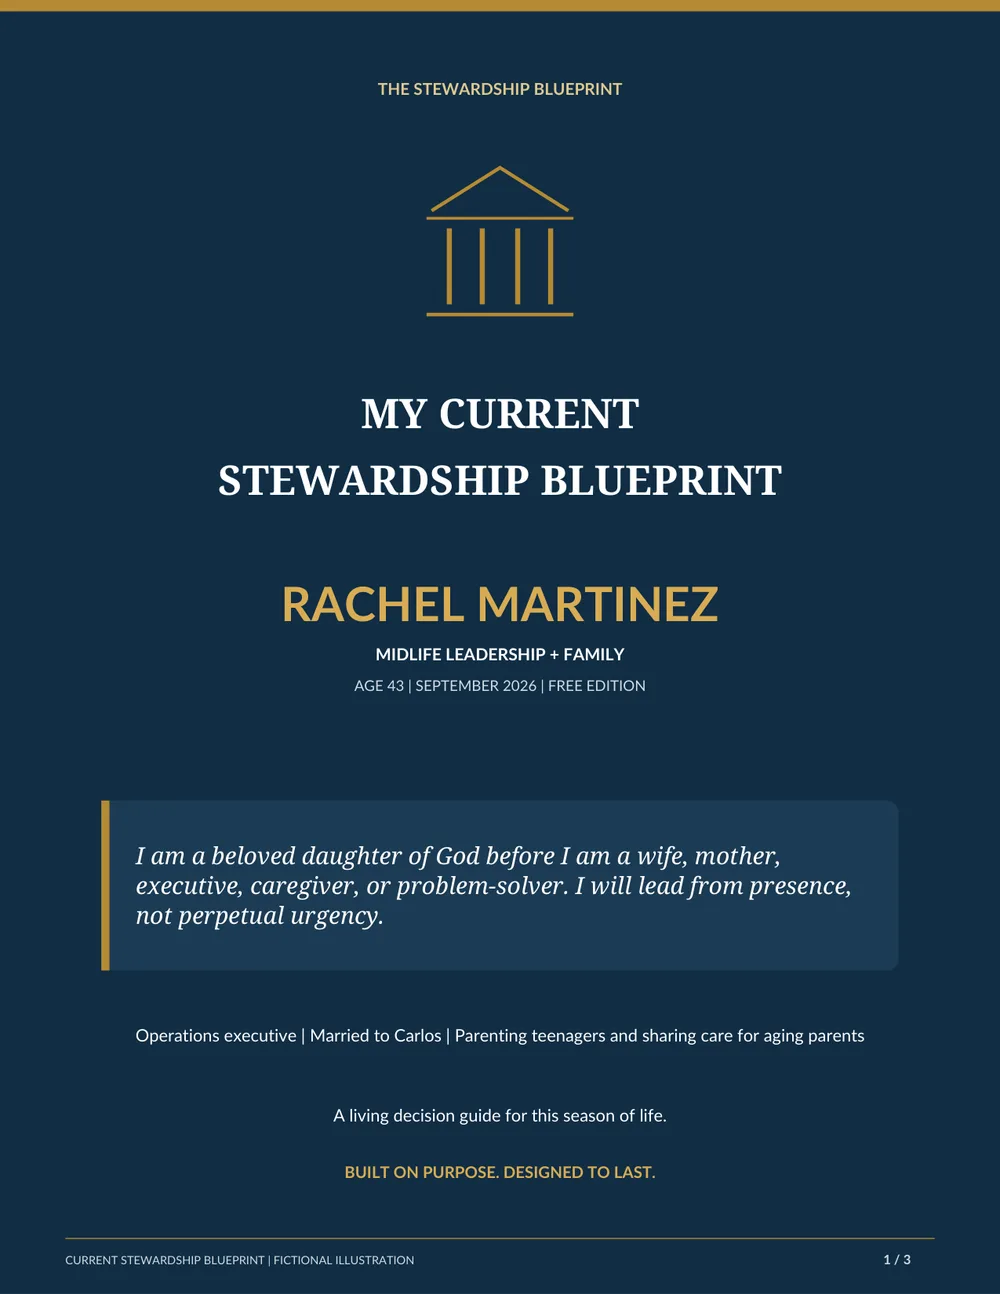 THE STEWARDSHIP BLUEPRINT
MY CURRENT
STEWARDSHIP BLUEPRINT
RACHEL MARTINEZ
MIDLIFE LEADERSHIP + FAMILY
AGE 43 | SEPTEMBER 2026 | FREE EDITION
I am a beloved daughter of God before I am a wife, mother,
executive, caregiver, or problem-solver. I will lead from presence,
not perpetual urgency.
Operations executive | Married to Carlos | Parenting teenagers and sharing care for aging parents
A living decision guide for this season of life.
BUILT ON PURPOSE. DESIGNED TO LAST.
CURRENT STEWARDSHIP BLUEPRINT | FICTIONAL ILLUSTRATION
1 / 3